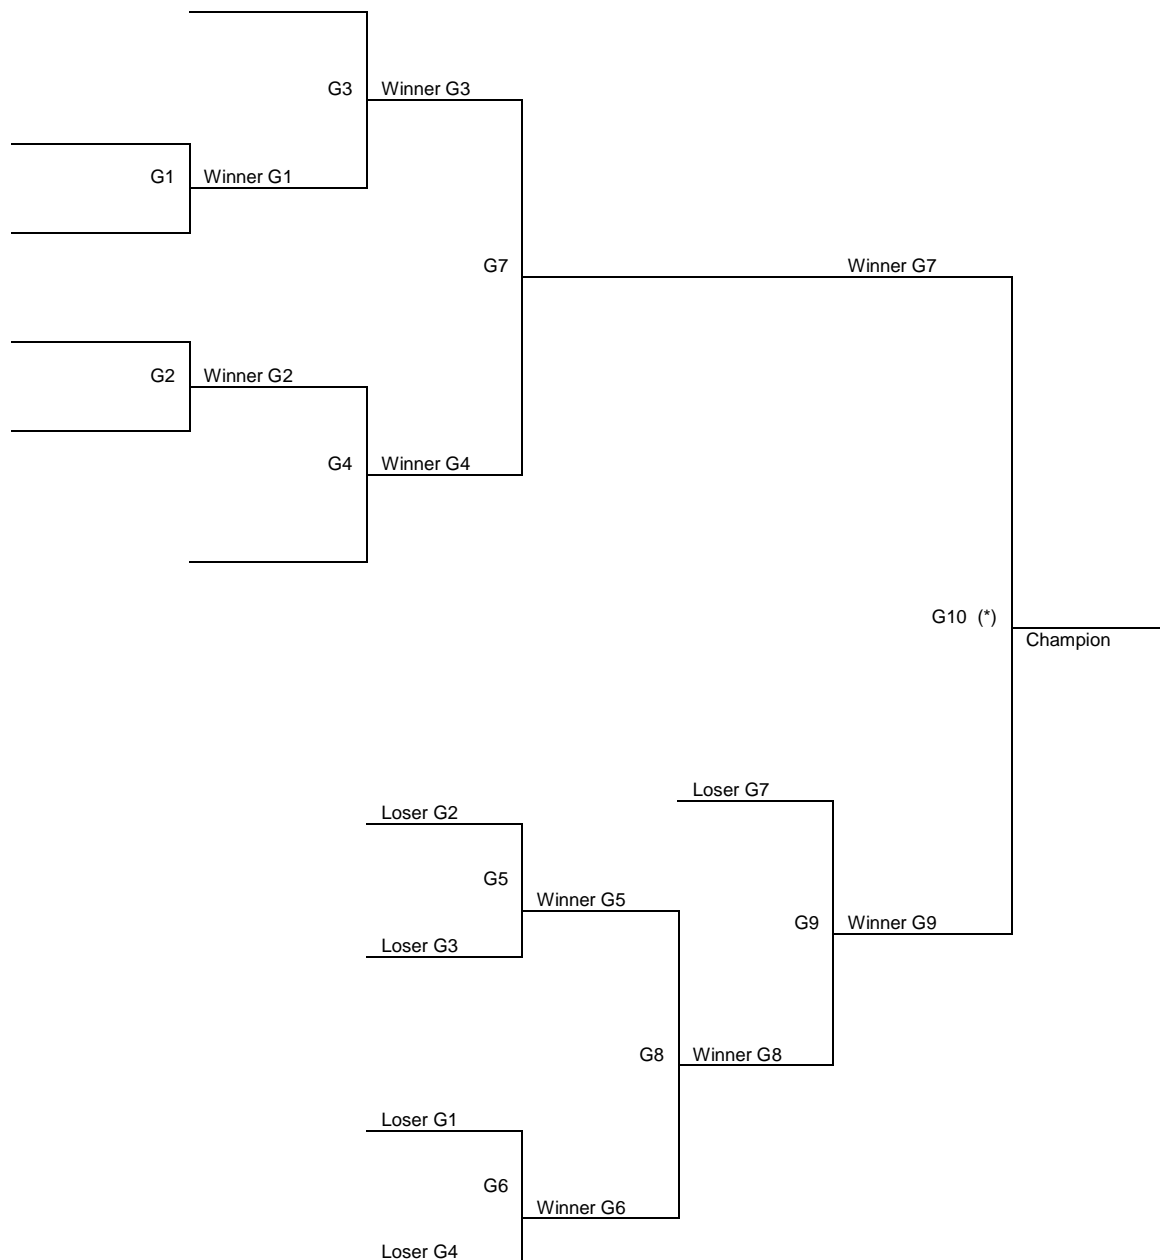 G3
Winner G3
G1
Winner G1
G7
Winner G7
G2
Winner G2
G4
Winner G4
G10 (*)
Champion
Loser G7
Loser G2
G5
Winner G5
Loser G3
G9
Winner G9
G8
Winner G8
Loser G1
G6
Winner G6
Loser G4